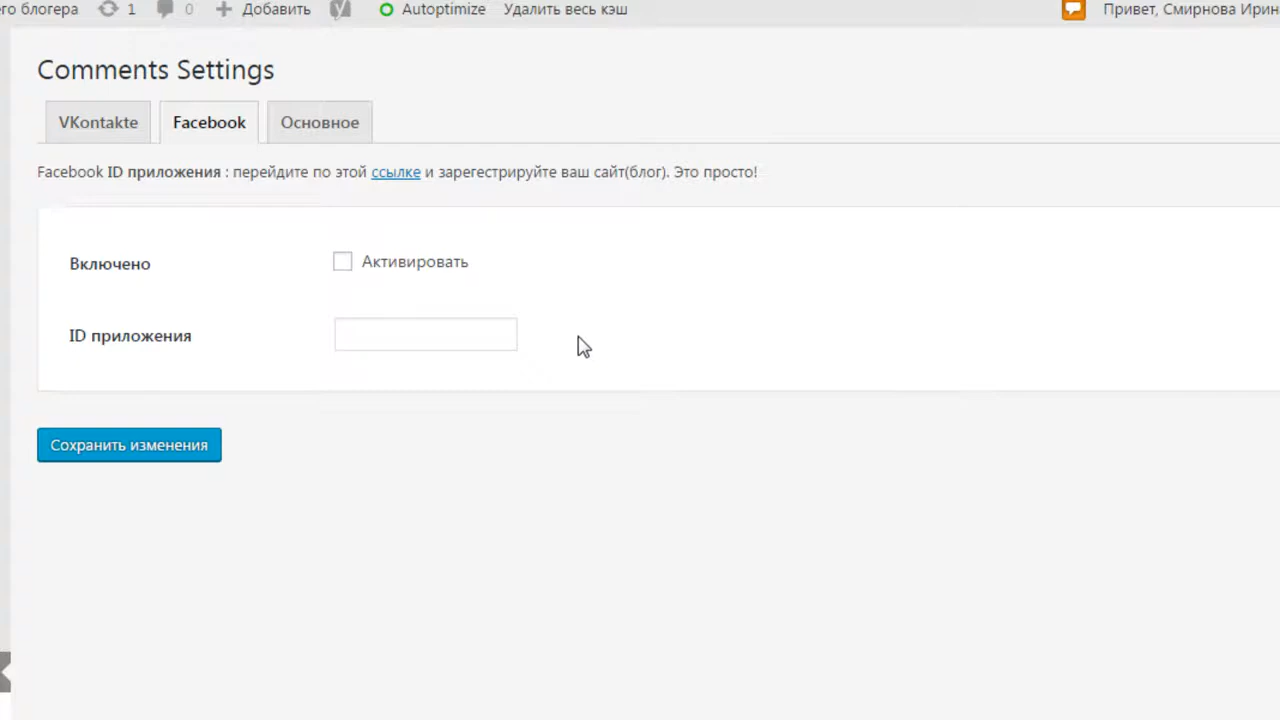 его блогера 1 0 Добавить Autoptimize Удалить весь кэш Привет, Смирнова Ирин
Comments Settings
VKontakte Facebook Основное
Facebook ID приложения : перейдите по этой ссылке и зарегестрируйте ваш сайт(блог). Это просто!
Включено Активировать
ID приложения
Сохранить изменения